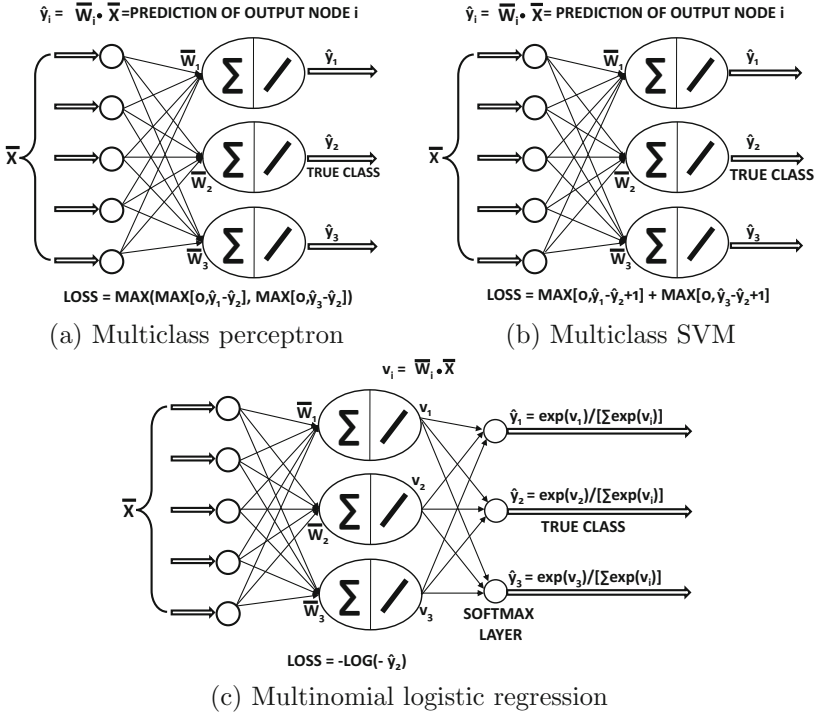 ŷi = W̅i • X̅ =PREDICTION OF OUTPUT NODE i
X̅
W̅1
W̅2
W̅3
Σ
Σ
Σ
ŷ1
ŷ2
TRUE CLASS
ŷ3
LOSS = MAX(MAX[0,ŷ1-ŷ2], MAX[0,ŷ3-ŷ2])
(a) Multiclass perceptron
ŷi = W̅i • X̅ = PREDICTION OF OUTPUT NODE i
X̅
W̅1
W̅2
W̅3
Σ
Σ
Σ
ŷ1
ŷ2
TRUE CLASS
ŷ3
LOSS = MAX[0,ŷ1-ŷ2+1] + MAX[0,ŷ3-ŷ2+1]
(b) Multiclass SVM
vi = W̅i • X̅
X̅
W̅1
W̅2
W̅3
Σ
Σ
Σ
v1
v2
v3
ŷ1 = exp(v1)/[∑exp(vi)]
ŷ2 = exp(v2)/[∑exp(vi)]
TRUE CLASS
ŷ3 = exp(v3)/[∑exp(vi)]
SOFTMAX
LAYER
LOSS = -LOG(- ŷ2)
(c) Multinomial logistic regression